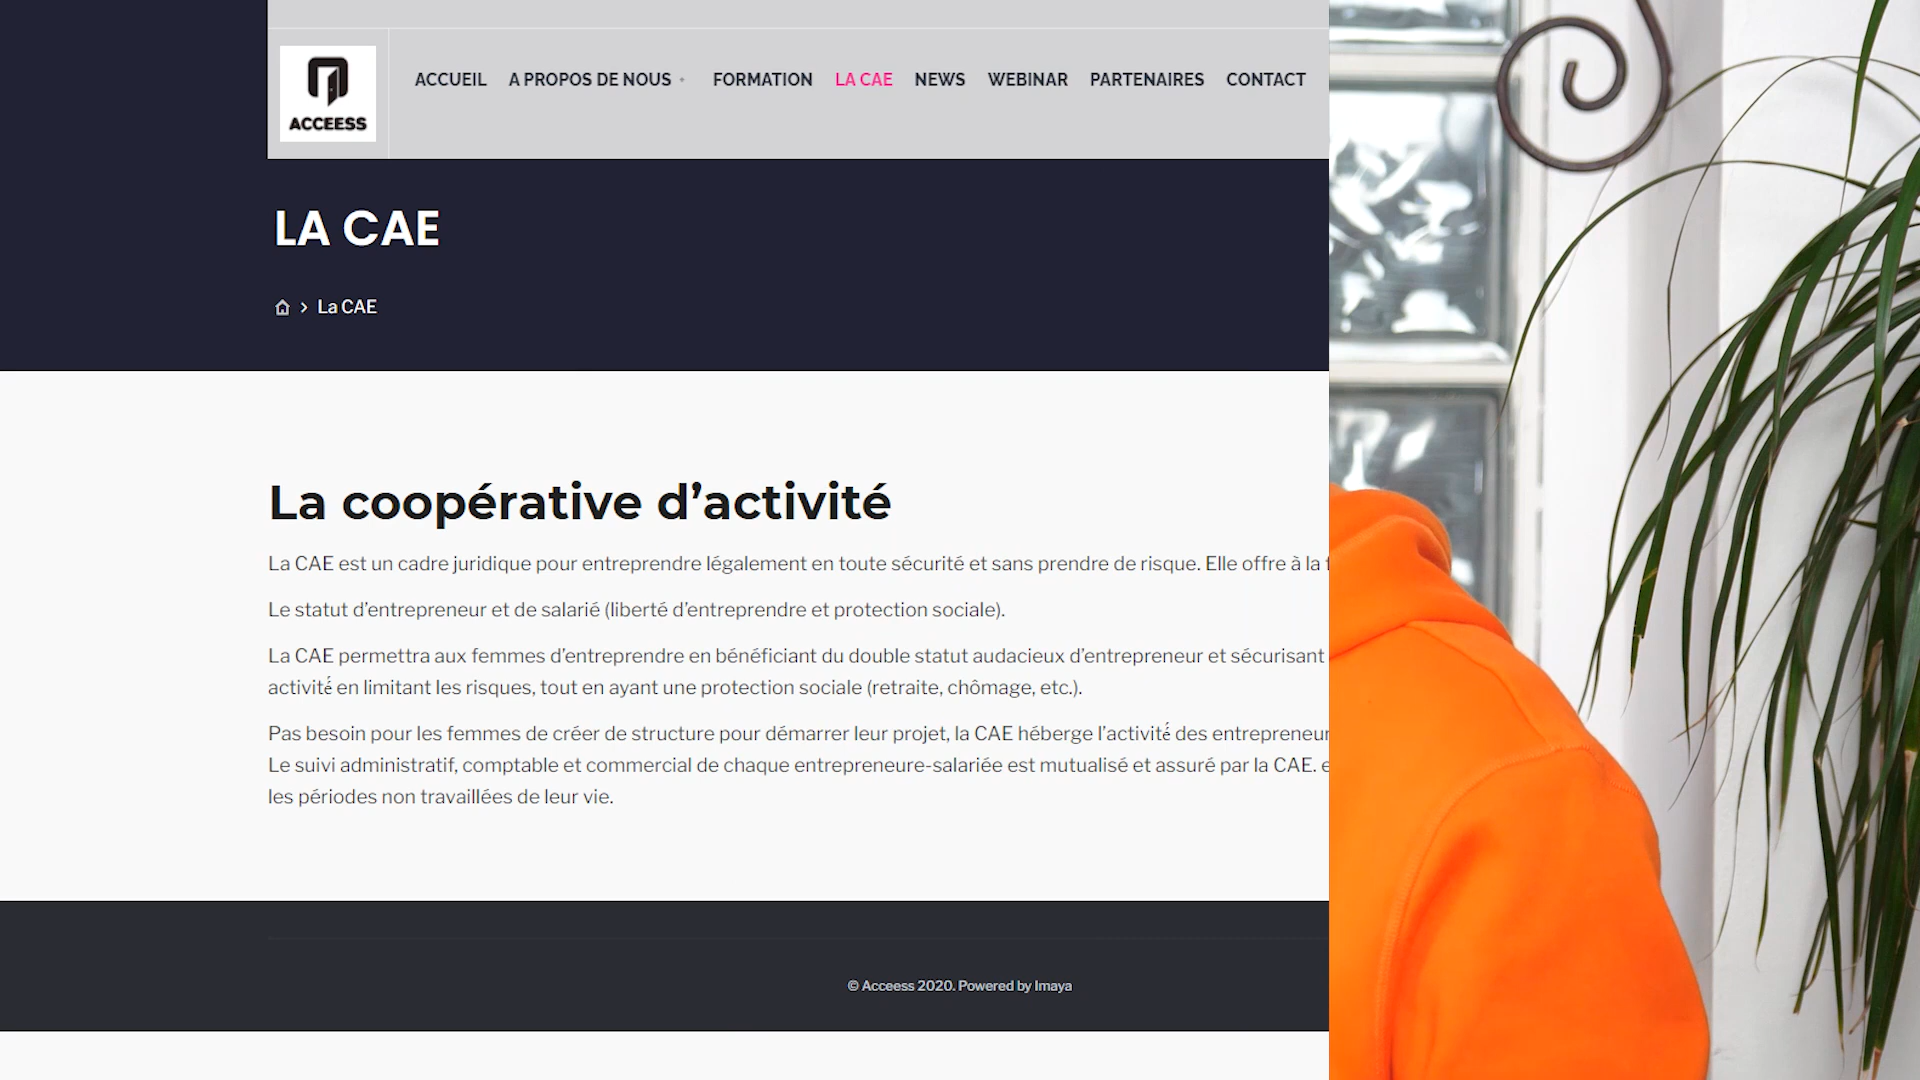 ACCEESS
ACCUEIL A PROPOS DE NOUS + FORMATION LA CAE NEWS WEBINAR PARTENAIRES CONTACT
LA CAE
La CAE
La coopérative d’activité
La CAE est un cadre juridique pour entreprendre légalement en toute sécurité et sans prendre de risque. Elle offre à la
Le statut d’entrepreneur et de salarié (liberté d’entreprendre et protection sociale).
La CAE permettra aux femmes d’entreprendre en bénéficiant du double statut audacieux d’entrepreneur et sécurisant
activité́ en limitant les risques, tout en ayant une protection sociale (retraite, chômage, etc.).
Pas besoin pour les femmes de créer de structure pour démarrer leur projet, la CAE héberge l’activité́ des entrepreneur
Le suivi administratif, comptable et commercial de chaque entrepreneure-salariée est mutualisé et assuré par la CAE. e
les périodes non travaillées de leur vie.
© Acceess 2020. Powered by Imaya